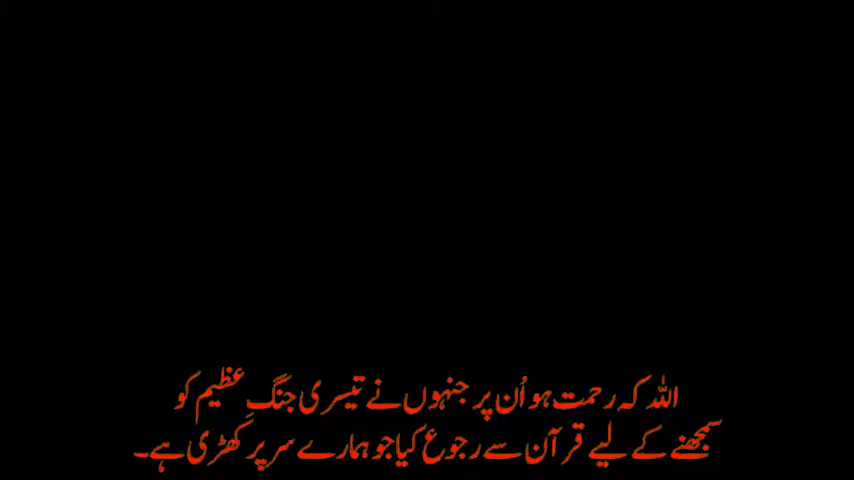 اللہ کہ رحمت ہو اُن پر جنہوں نے تیسری جنگِ عظیم کو
سمجھنے کے لیے قرآن سے رجوع کیا جو ہمارے سر پر کھڑی ہے۔